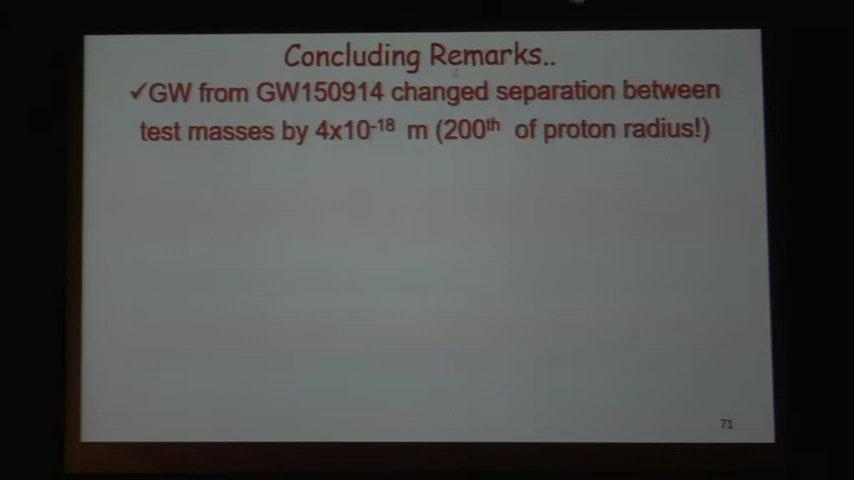 Concluding Remarks..
✓GW from GW150914 changed separation between
test masses by 4x10⁻¹⁸ m (200ᵗʰ of proton radius!)
71